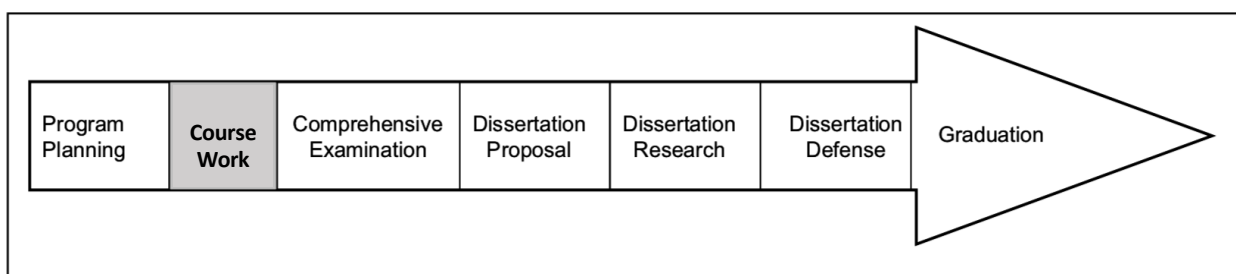 Program
Planning
Course
Work
Comprehensive
Examination
Dissertation
Proposal
Dissertation
Research
Dissertation
Defense
Graduation